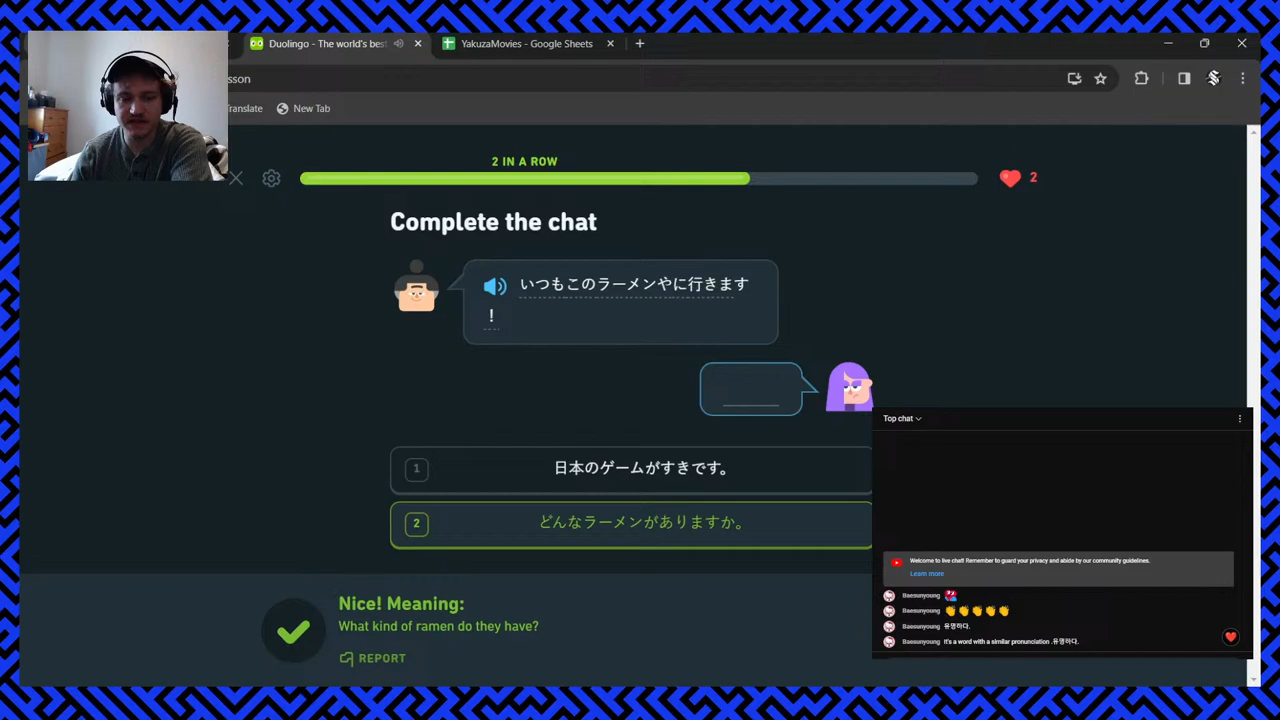 Duolingo - The world's best
YakuzaMovies - Google Sheets
sson
Translate
New Tab
2 IN A ROW
2
Complete the chat
いつもこのラーメンやに行きます
！
1
日本のゲームがすきです。
2
どんなラーメンがありますか。
Nice! Meaning:
What kind of ramen do they have?
REPORT
Top chat
Welcome to live chat! Remember to guard your privacy and abide by our community guidelines.
Learn more
Baesunyoung
Baesunyoung 👏👏👏👏👏
Baesunyoung 유명하다.
Baesunyoung It's a word with a similar pronunciation .유명하다.